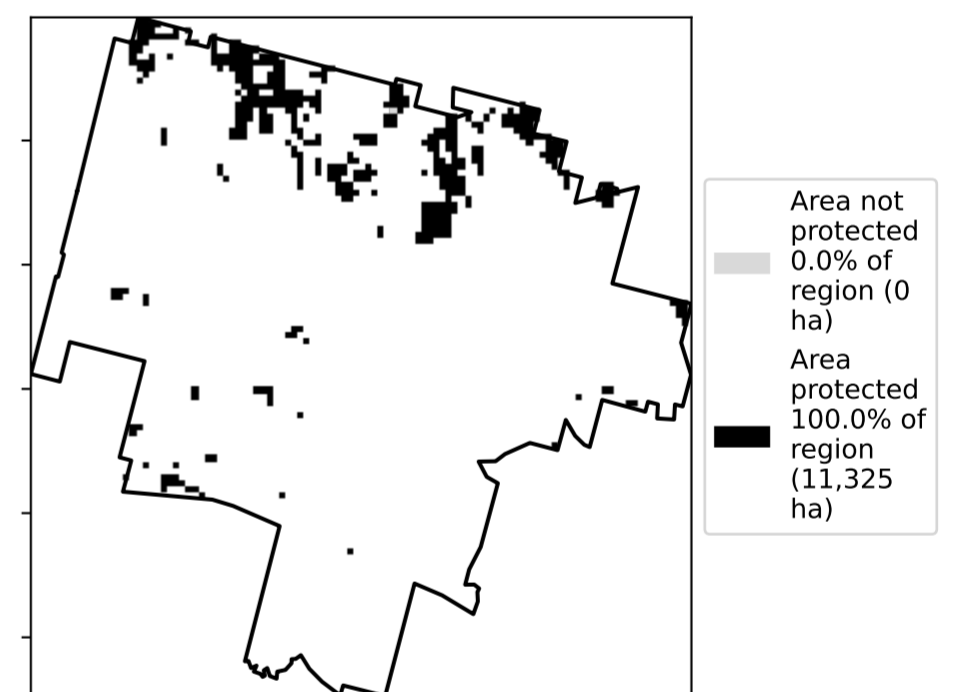 Area not
protected
0.0% of
region (0
ha)
Area
protected
100.0% of
region
(11,325
ha)